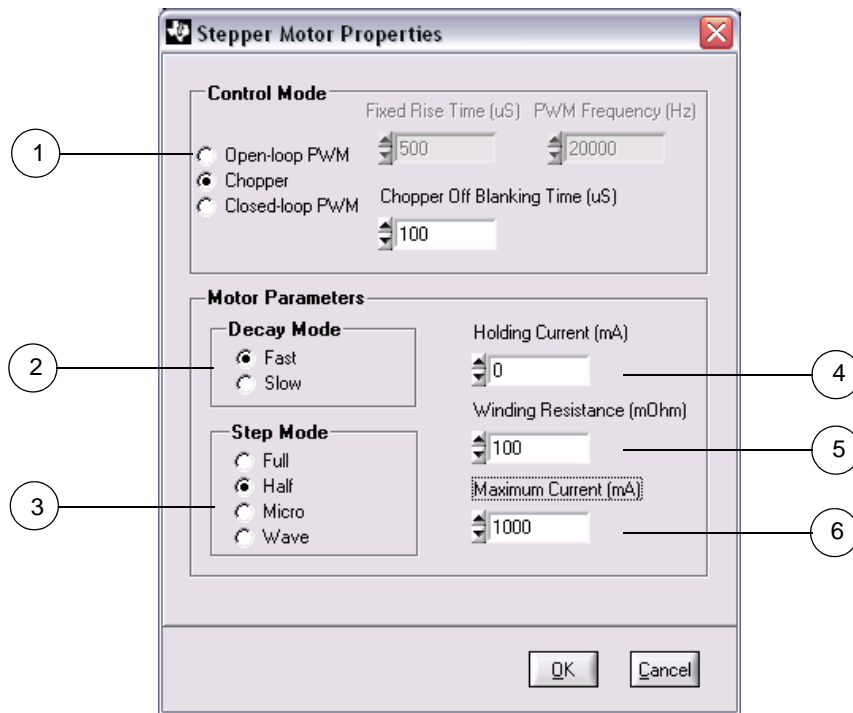 Stepper Motor Properties
Control Mode
Fixed Rise Time (uS) PWM Frequency (Hz)
1
Open-loop PWM
500
20000
Chopper
Closed-loop PWM
Chopper Off Blanking Time (uS)
100
Motor Parameters
Decay Mode
2
Fast
Slow
Step Mode
3
Full
Half
Micro
Wave
Holding Current (mA)
0
4
Winding Resistance (mOhm)
100
5
Maximum Current (mA)
1000
6
OK
Cancel